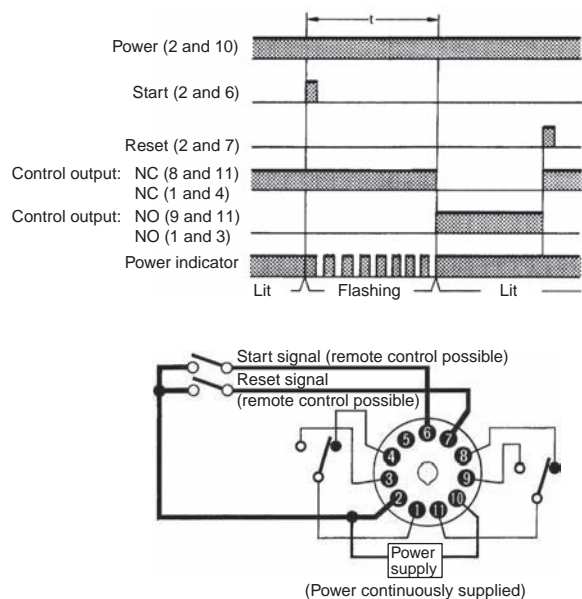 t
Power (2 and 10)
Start (2 and 6)
Reset (2 and 7)
Control output: NC (8 and 11)
NC (1 and 4)
Control output: NO (9 and 11)
NO (1 and 3)
Power indicator
Lit Flashing Lit
Start signal (remote control possible)
Reset signal
(remote control possible)
6
5 7
4 8
3 9
2 10
1 11
Power
supply
(Power continuously supplied)